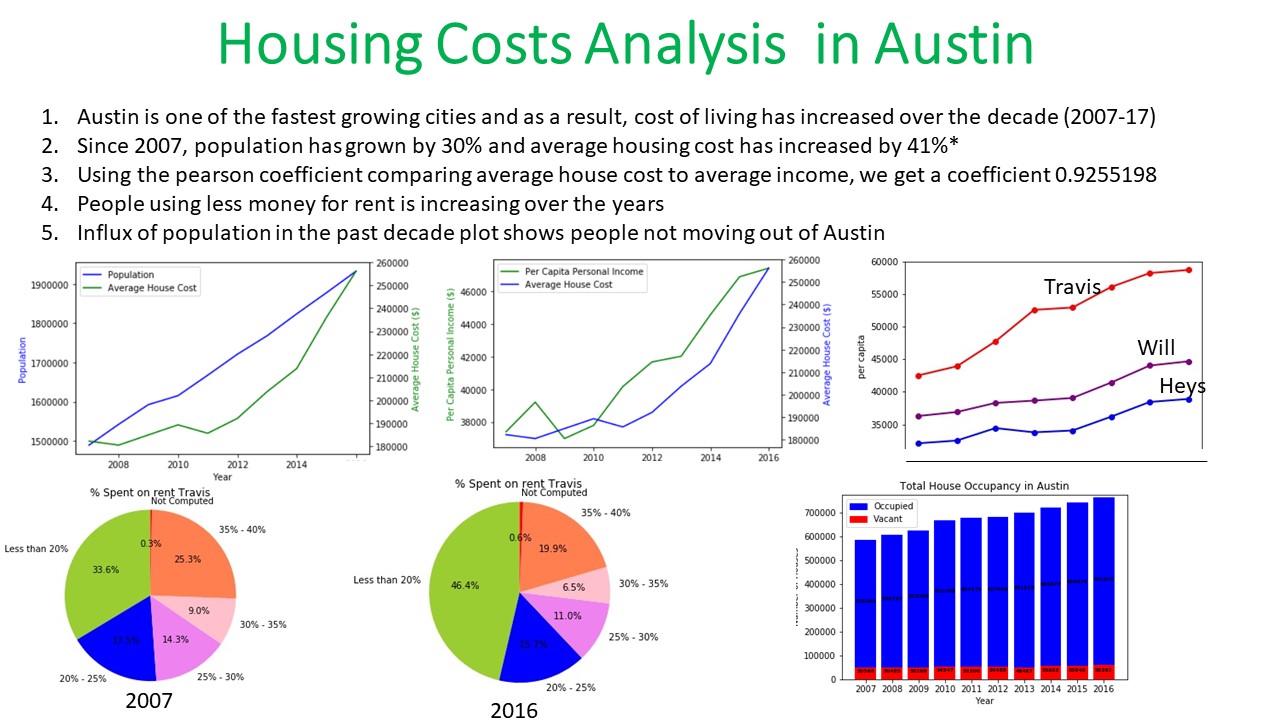 Housing Costs Analysis in Austin
1. Austin is one of the fastest growing cities and as a result, cost of living has increased over the decade (2007-17)
2. Since 2007, population has grown by 30% and average housing cost has increased by 41%*
3. Using the pearson coefficient comparing average house cost to average income, we get a coefficient 0.9255198
4. People using less money for rent is increasing over the years
5. Influx of population in the past decade plot shows people not moving out of Austin
Population
Average House Cost
1900000
1800000
1700000
1600000
1500000
Population
260000
250000
240000
230000
220000
210000
200000
190000
180000
Average House Cost ($)
2008 2010 2012 2014
Year
Per Capita Personal Income
Average House Cost
46000
44000
42000
40000
38000
Per Capita Personal Income ($)
260000
250000
240000
230000
220000
210000
200000
190000
180000
Average House Cost ($)
2008 2010 2012 2014 2016
60000
55000
50000
45000
40000
35000
per capita
Travis
Will
Heys
% Spent on rent Travis
Not Computed
35% - 40%
Less than 20%
0.3%
25.3%
33.6%
9.0%
30% - 35%
14.3%
20% - 25%
25% - 30%
2007
% Spent on rent Travis
Not Computed
35% - 40%
0.6%
19.9%
Less than 20%
46.4%
6.5%
30% - 35%
11.0%
25% - 30%
15.7%
20% - 25%
2016
Total House Occupancy in Austin
Occupied
Vacant
700000
600000
500000
400000
300000
200000
100000
0
2007 2008 2009 2010 2011 2012 2013 2014 2015 2016
Year